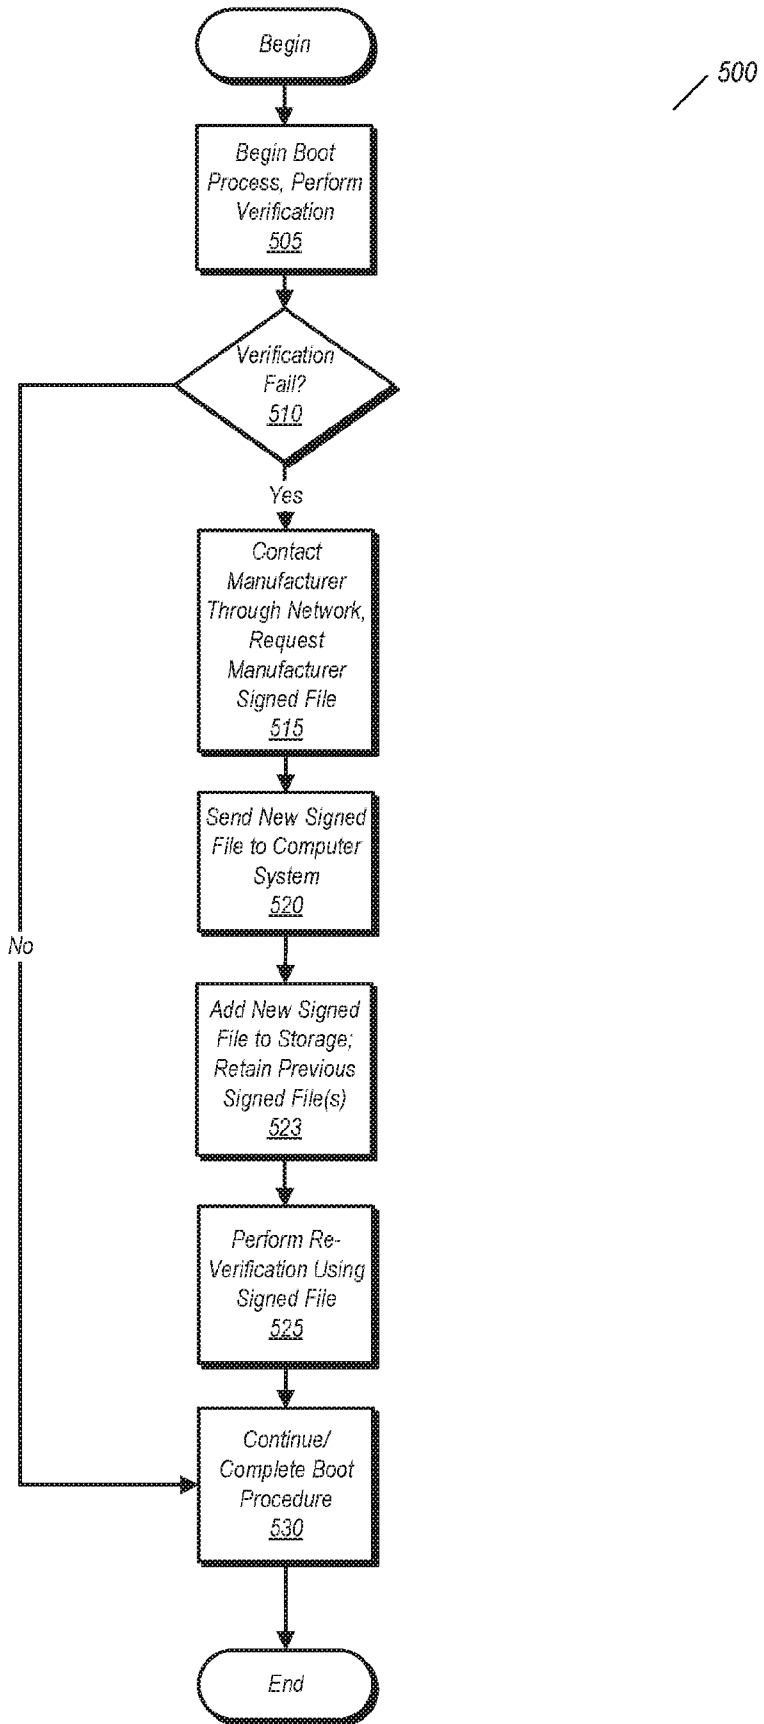 Begin
500
Begin Boot
Process, Perform
Verification
505
Verification
Fail?
510
Yes
Contact
Manufacturer
Through Network,
Request
Manufacturer
Signed File
515
Send New Signed
File to Computer
System
520
No
Add New Signed
File to Storage;
Retain Previous
Signed File(s)
523
Perform Re-
Verification Using
Signed File
525
Continue/
Complete Boot
Procedure
530
End